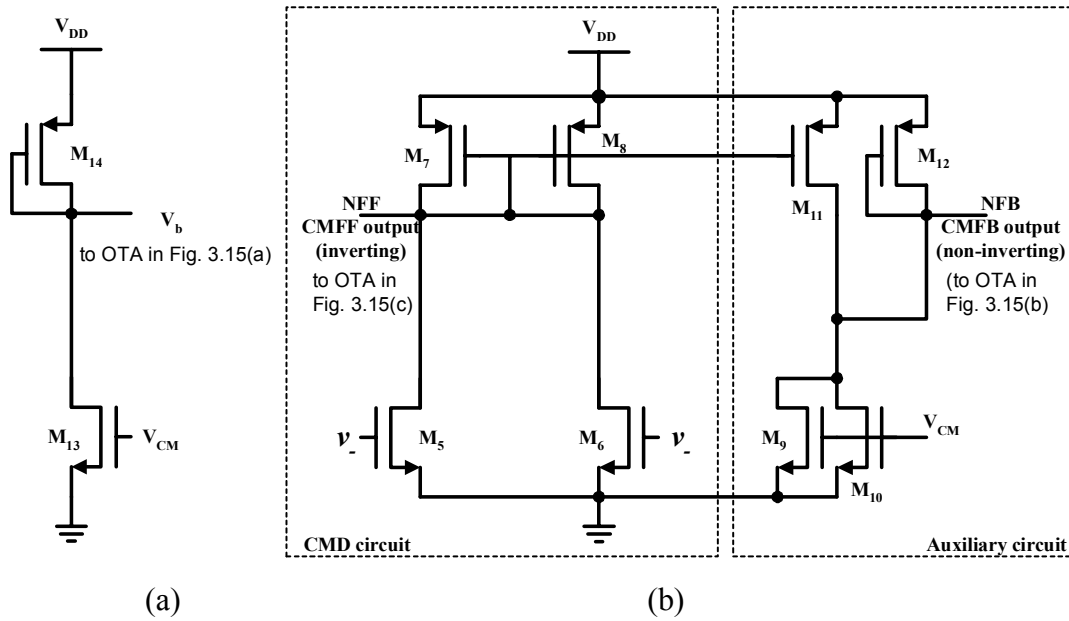 V_DD
M_14
V_b
to OTA in Fig. 3.15(a)
M_13
V_CM
(a)
V_DD
M_7
M_8
NFF
CMFF output
(inverting)
to OTA in
Fig. 3.15(c)
M_5
v_-
M_6
v_-
CMD circuit
M_11
M_12
NFB
CMFB output
(non-inverting)
(to OTA in
Fig. 3.15(b)
M_9
M_10
V_CM
Auxiliary circuit
(b)